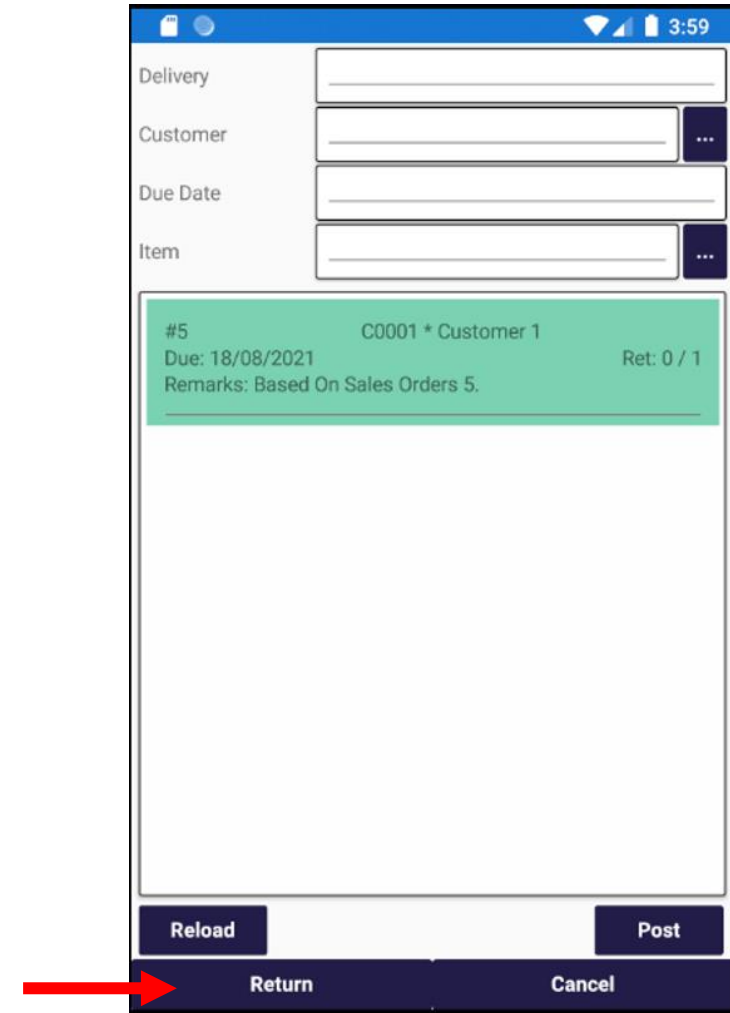 3:59
Delivery
Customer
...
Due Date
Item
...
#5 C0001 * Customer 1
Due: 18/08/2021 Ret: 0 / 1
Remarks: Based On Sales Orders 5.
Reload Post
Return Cancel